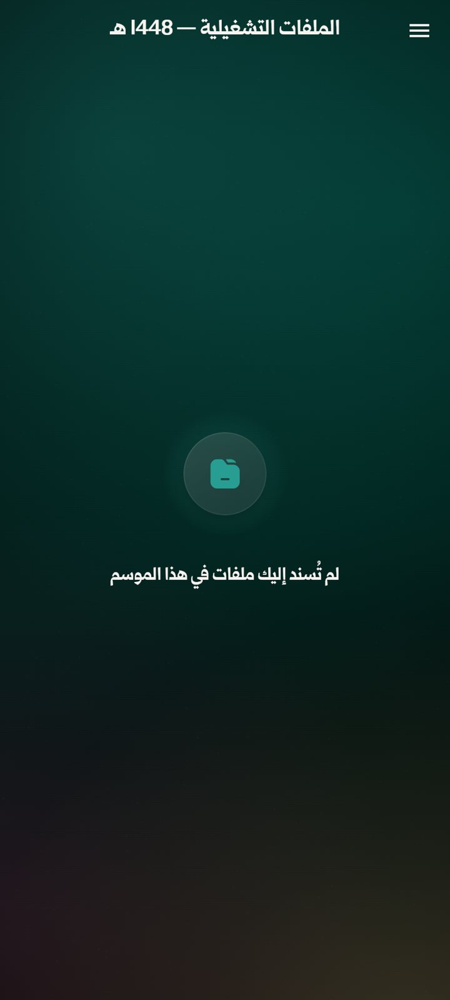 الملفات التشغيلية — 1448 هـ
لم تُسند إليك ملفات في هذا الموسم